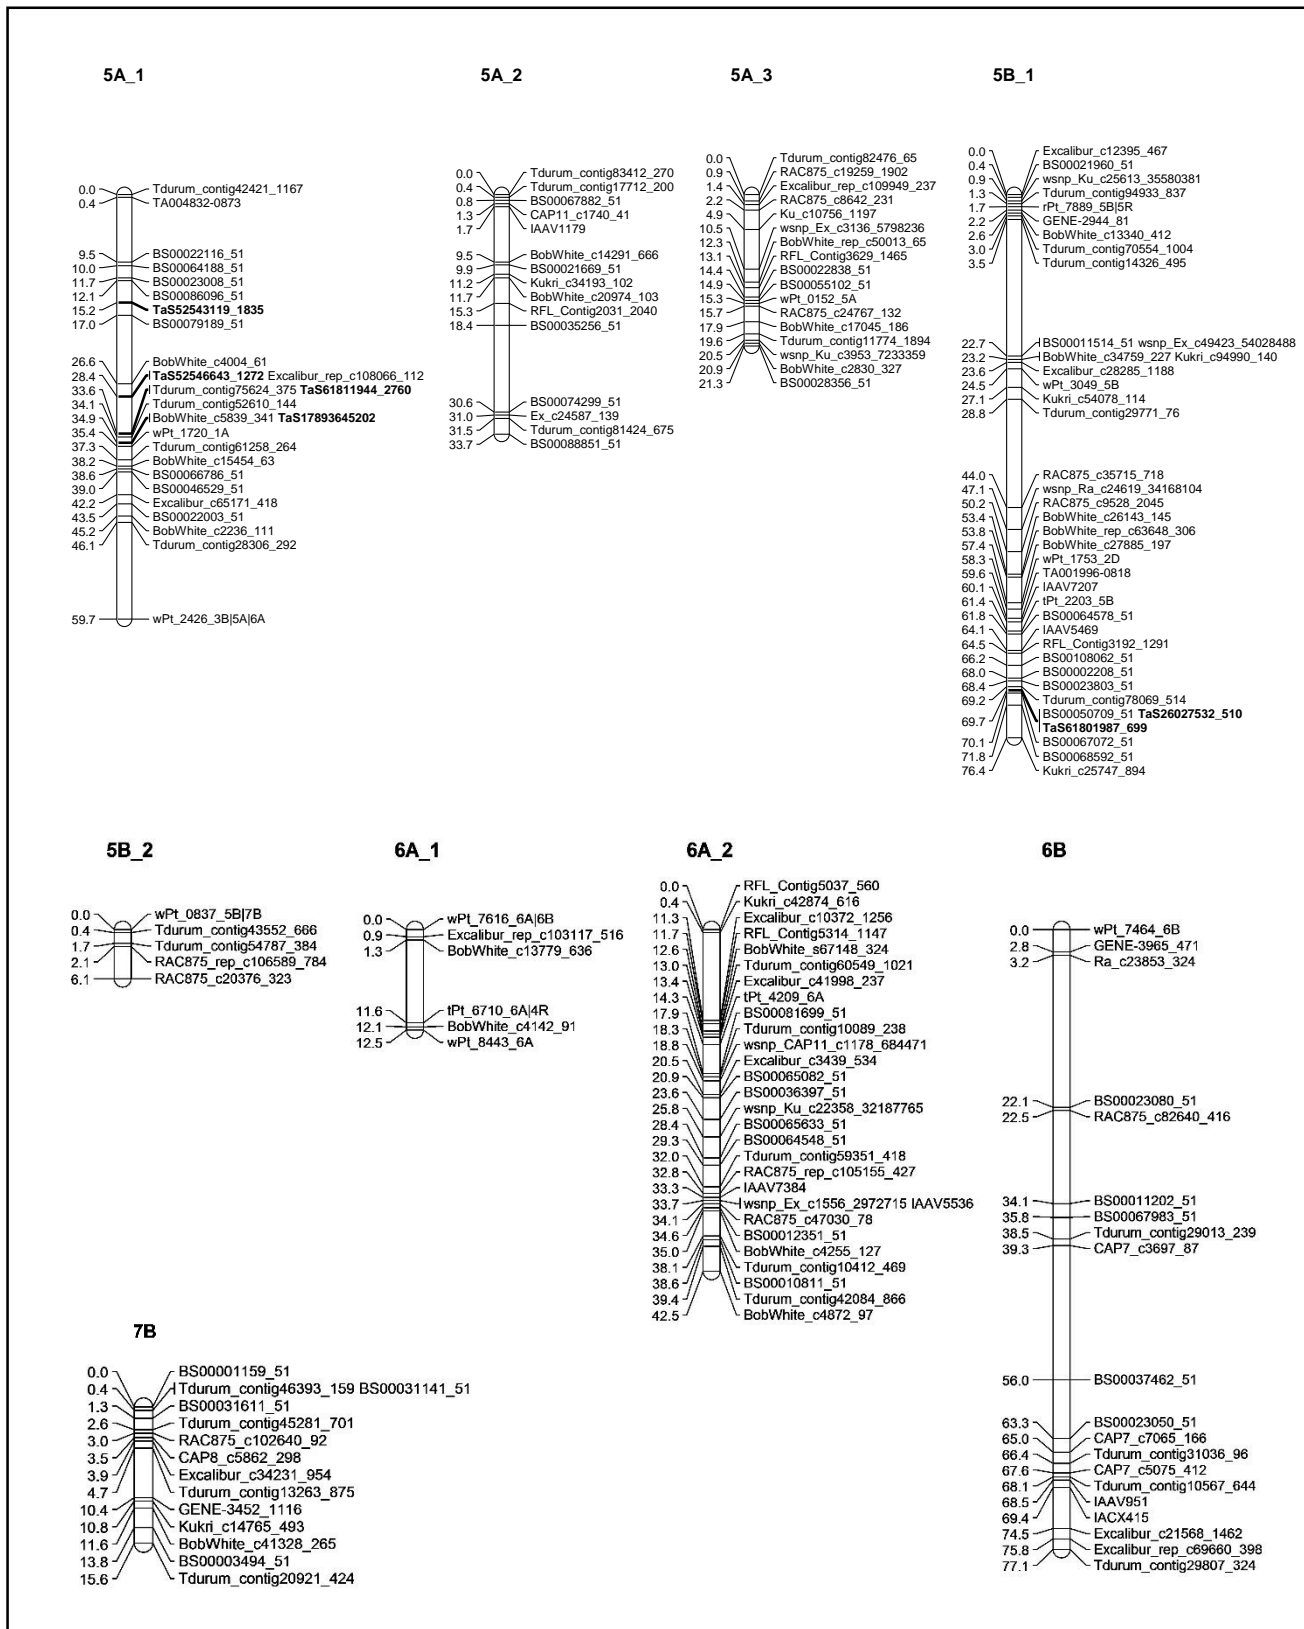 5A_1
0.0 Tdurum_contig42421_1167
0.4 TA004832-0873
9.5 BS00022116_51
10.0 BS00064188_51
11.7 BS00023008_51
12.1 BS00086096_51
15.2 TaS52543119_1835
17.0 BS00079189_51
26.6 BobWhite_c4004_61
28.4 TaS52546643_1272 Excalibur_rep_c108066_112
33.6 Tdurum_contig75624_375 TaS61811944_2760
34.1 Tdurum_contig52610_144
34.9 BobWhite_c5839_341 TaS17893645202
35.4 wPt_1720_1A
37.3 Tdurum_contig61258_264
38.2 BobWhite_c15454_63
38.6 BS00066786_51
39.0 BS00046529_51
42.2 Excalibur_c65171_418
43.5 BS00022003_51
45.2 BobWhite_c2236_111
46.1 Tdurum_contig28306_292
59.7 wPt_2426_3B|5A|6A
5A_2
0.0 Tdurum_contig83412_270
0.4 Tdurum_contig17712_200
0.8 BS00067882_51
1.3 CAP11_c1740_41
1.7 IAAV1179
9.5 BobWhite_c14291_666
9.9 BS00021669_51
11.2 Kukri_c34193_102
11.7 BobWhite_c20974_103
15.3 RFL_Contig2031_2040
18.4 BS00035256_51
30.6 BS00074299_51
31.0 Ex_c24587_139
31.5 Tdurum_contig81424_675
33.7 BS00088851_51
5A_3
0.0 Tdurum_contig82476_65
0.9 RAC875_c19259_1902
1.4 Excalibur_rep_c109949_237
2.2 RAC875_c8642_231
4.9 Ku_c10756_1197
10.5 wsnp_Ex_c3136_5798236
12.3 BobWhite_rep_c50013_65
13.1 RFL_Contig3629_1465
14.4 BS00022838_51
14.9 BS00055102_51
15.3 wPt_0152_5A
15.7 RAC875_c24767_132
17.9 BobWhite_c17045_186
19.6 Tdurum_contig11774_1894
20.5 wsnp_Ku_c3953_7233359
20.9 BobWhite_c2830_327
21.3 BS00028356_51
5B_1
0.0 Excalibur_c12395_467
0.4 BS00021960_51
0.9 wsnp_Ku_c25613_35580381
1.3 Tdurum_contig94933_837
1.7 rPt_7889_5B|5R
2.2 GENE-2944_81
2.6 BobWhite_c13340_412
3.0 Tdurum_contig70554_1004
3.5 Tdurum_contig14326_495
22.7 BS00011514_51 wsnp_Ex_c49423_54028488
23.2 BobWhite_c34759_227 Kukri_c94990_140
23.6 Excalibur_c28285_1188
24.5 wPt_3049_5B
27.1 Kukri_c54078_114
28.8 Tdurum_contig29771_76
44.0 RAC875_c35715_718
47.1 wsnp_Ra_c24619_34168104
50.2 RAC875_c9528_2045
53.4 BobWhite_c26143_145
53.8 BobWhite_rep_c63648_306
57.4 BobWhite_c27885_197
58.3 wPt_1753_2D
59.6 TA001996-0818
60.1 IAAV7207
61.4 tPt_2203_5B
61.8 BS00064578_51
64.1 IAAV5469
64.5 RFL_Contig3192_1291
66.2 BS00108062_51
68.0 BS00002208_51
68.4 BS00023803_51
69.2 Tdurum_contig78069_514
69.7 BS00050709_51 TaS26027532_510
TaS61801987_699
70.1 BS00067072_51
71.8 BS00068592_51
76.4 Kukri_c25747_894
5B_2
0.0 wPt_0837_5B|7B
0.4 Tdurum_contig43552_666
1.7 Tdurum_contig54787_384
2.1 RAC875_rep_c106589_784
6.1 RAC875_c20376_323
6A_1
0.0 wPt_7616_6A|6B
0.9 Excalibur_rep_c103117_516
1.3 BobWhite_c13779_636
11.6 tPt_6710_6A|4R
12.1 BobWhite_c4142_91
12.5 wPt_8443_6A
6A_2
0.0 RFL_Contig5037_560
0.4 Kukri_c42874_616
11.3 Excalibur_c10372_1256
11.7 RFL_Contig5314_1147
12.6 BobWhite_s67148_324
13.0 Tdurum_contig60549_1021
13.4 Excalibur_c41998_237
14.3 tPt_4209_6A
17.9 BS00081699_51
18.3 Tdurum_contig10089_238
18.8 wsnp_CAP11_c1178_684471
20.5 Excalibur_c3439_534
20.9 BS00065082_51
23.6 BS00036397_51
25.8 wsnp_Ku_c22358_32187765
28.4 BS00065633_51
29.3 BS00064548_51
32.0 Tdurum_contig59351_418
32.8 RAC875_rep_c105155_427
33.3 IAAV7384
33.7 wsnp_Ex_c1556_2972715 IAAV5536
34.1 RAC875_c47030_78
34.6 BS00012351_51
35.0 BobWhite_c4255_127
38.1 Tdurum_contig10412_469
38.6 BS00010811_51
39.4 Tdurum_contig42084_866
42.5 BobWhite_c4872_97
6B
0.0 wPt_7464_6B
2.8 GENE-3965_471
3.2 Ra_c23853_324
22.1 BS00023080_51
22.5 RAC875_c82640_416
34.1 BS00011202_51
35.8 BS00067983_51
38.5 Tdurum_contig29013_239
39.3 CAP7_c3697_87
56.0 BS00037462_51
63.3 BS00023050_51
65.0 CAP7_c7065_166
66.4 Tdurum_contig31036_96
67.6 CAP7_c5075_412
68.1 Tdurum_contig10567_644
68.5 IAAV951
69.4 IACX415
74.5 Excalibur_c21568_1462
75.8 Excalibur_rep_c69660_398
77.1 Tdurum_contig29807_324
7B
0.0 BS00001159_51
0.4 Tdurum_contig46393_159 BS00031141_51
1.3 BS00031611_51
2.6 Tdurum_contig45281_701
3.0 RAC875_c102640_92
3.5 CAP8_c5862_298
3.9 Excalibur_c34231_954
4.7 Tdurum_contig13263_875
10.4 GENE-3452_1116
10.8 Kukri_c14765_493
11.6 BobWhite_c41328_265
13.8 BS00003494_51
15.6 Tdurum_contig20921_424